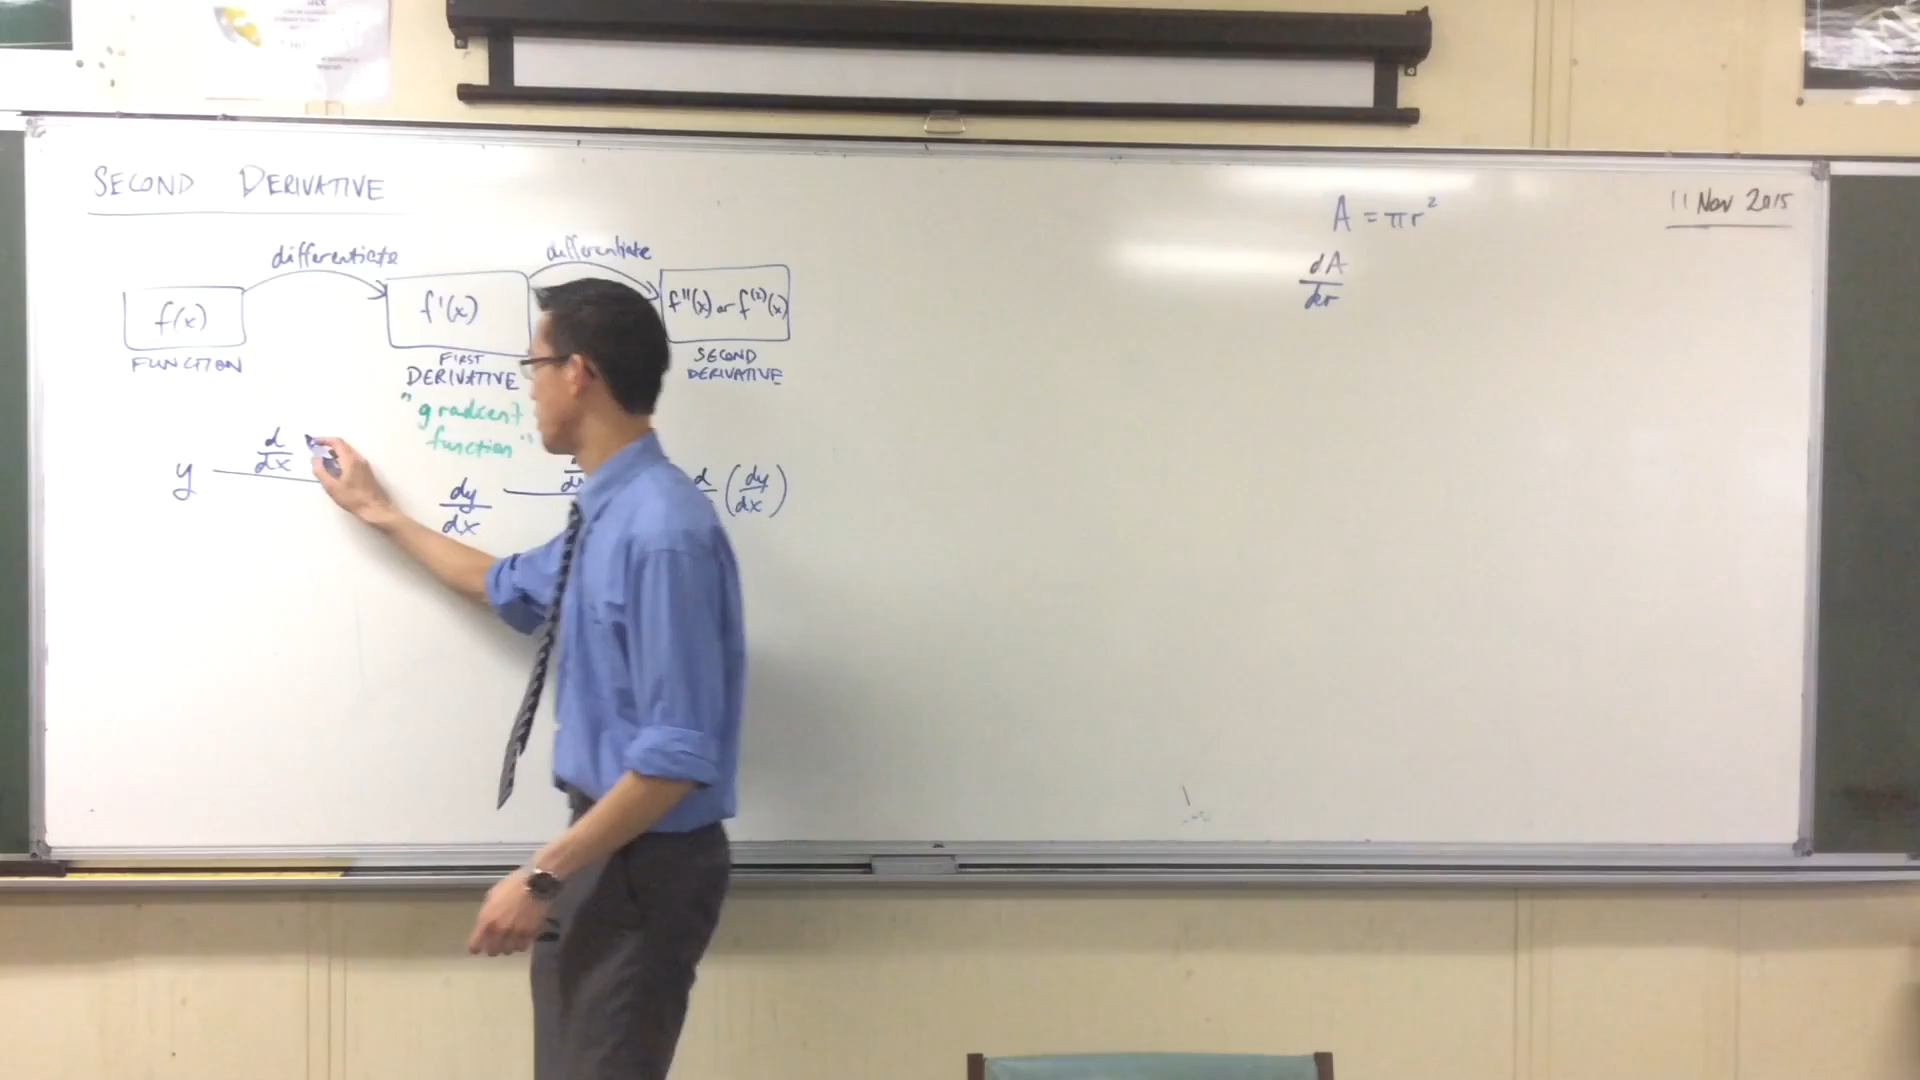 SECOND DERIVATIVE
11 Nov 2015
A = πr²
dA/dr
differentiate differentiate
f(x) f'(x) f''(x) or f⁽²⁾(x)
FUNCTION FIRST DERIVATIVE SECOND DERIVATIVE
"gradient
function"
y d/dx dy/dx d (dy/dx)